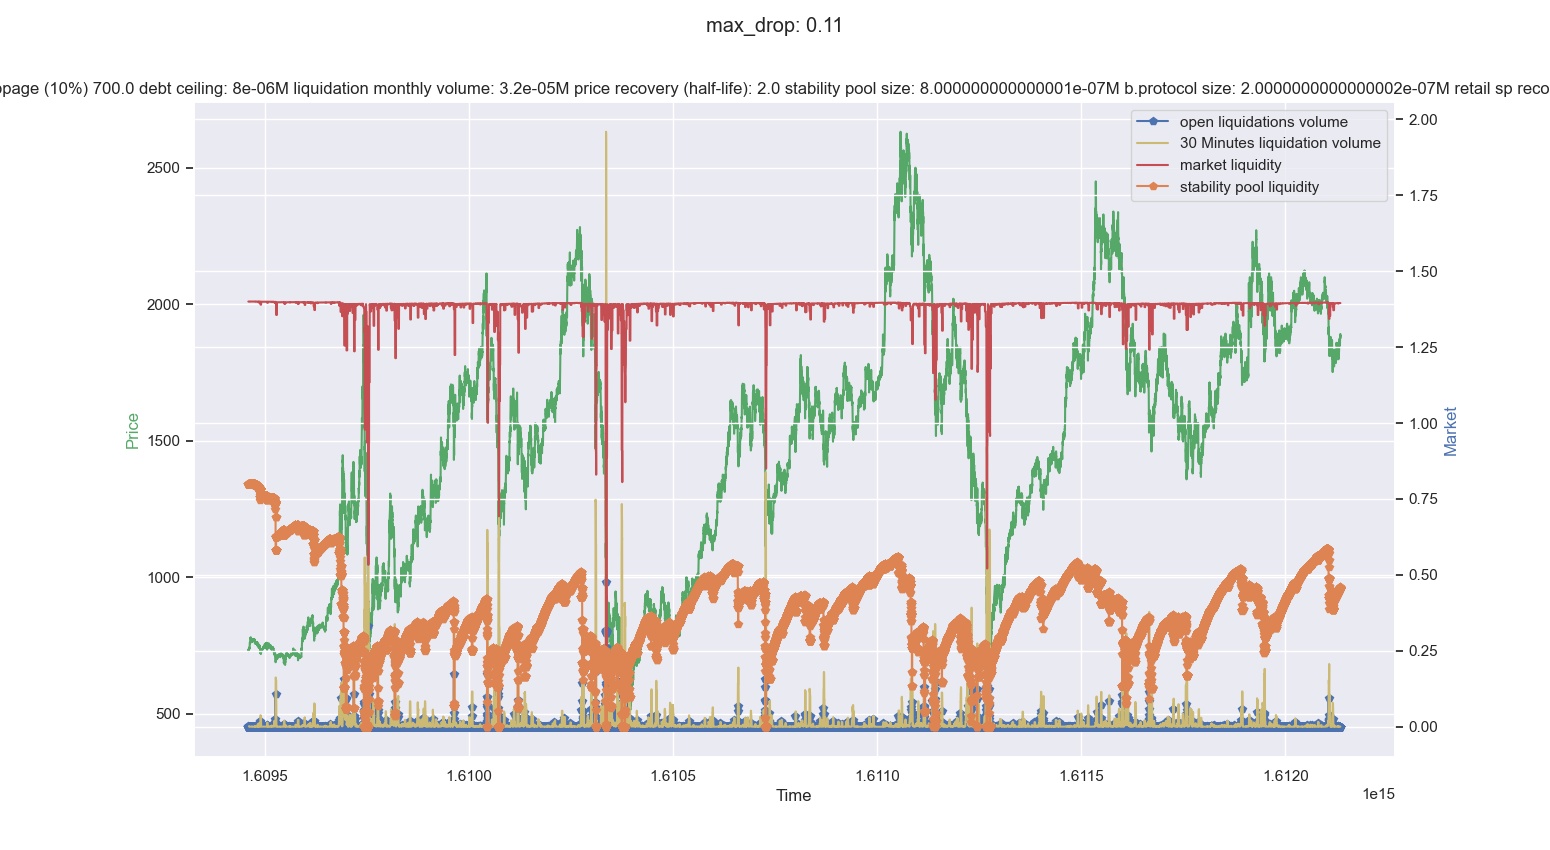 max_drop: 0.11
(10%) 700.0 debt ceiling: 8e-06M liquidation monthly volume: 3.2e-05M price recovery (half-life): 2.0 stability pool size: 8.000000000000001e-07M b.protocol size: 2.0000000000000002e-07M retail sp reco
open liquidations volume
30 Minutes liquidation volume
market liquidity
stability pool liquidity
2500
2000
1500
1000
500
Price
2.00
1.75
1.50
1.25
1.00
0.75
0.50
0.25
0.00
Market
1.6095 1.6100 1.6105 1.6110 1.6115 1.6120
1e15
Time